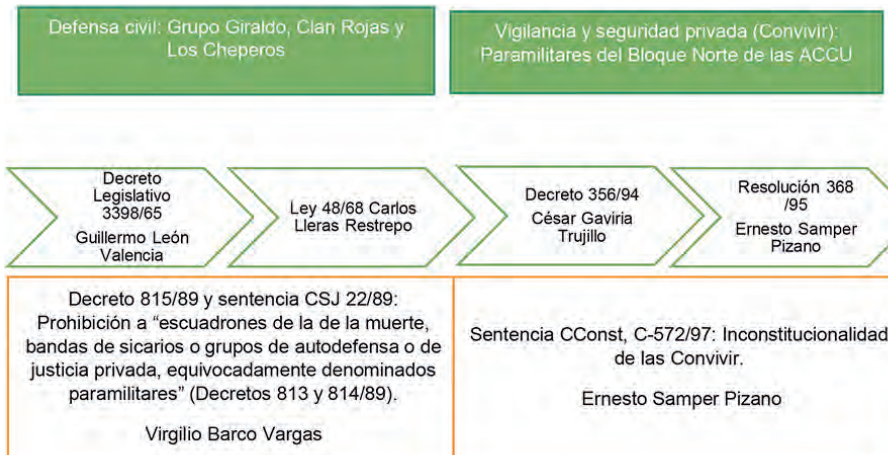 Defensa civil: Grupo Giraldo, Clan Rojas y
Los Cheperos
Vigilancia y seguridad privada (Convivir):
Paramilitares del Bloque Norte de las ACCU
Decreto
Legislativo
3398/65
Guillermo León
Valencia
Ley 48/68 Carlos
Lleras Restrepo
Decreto 356/94
César Gaviria
Trujillo
Resolución 368
/95
Ernesto Samper
Pizano
Decreto 815/89 y sentencia CSJ 22/89:
Prohibición a “escuadrones de la de la muerte,
bandas de sicarios o grupos de autodefensa o de
justicia privada, equivocadamente denominados
paramilitares” (Decretos 813 y 814/89).
Virgilio Barco Vargas
Sentencia CConst, C-572/97: Inconstitucionalidad
de las Convivir.
Ernesto Samper Pizano